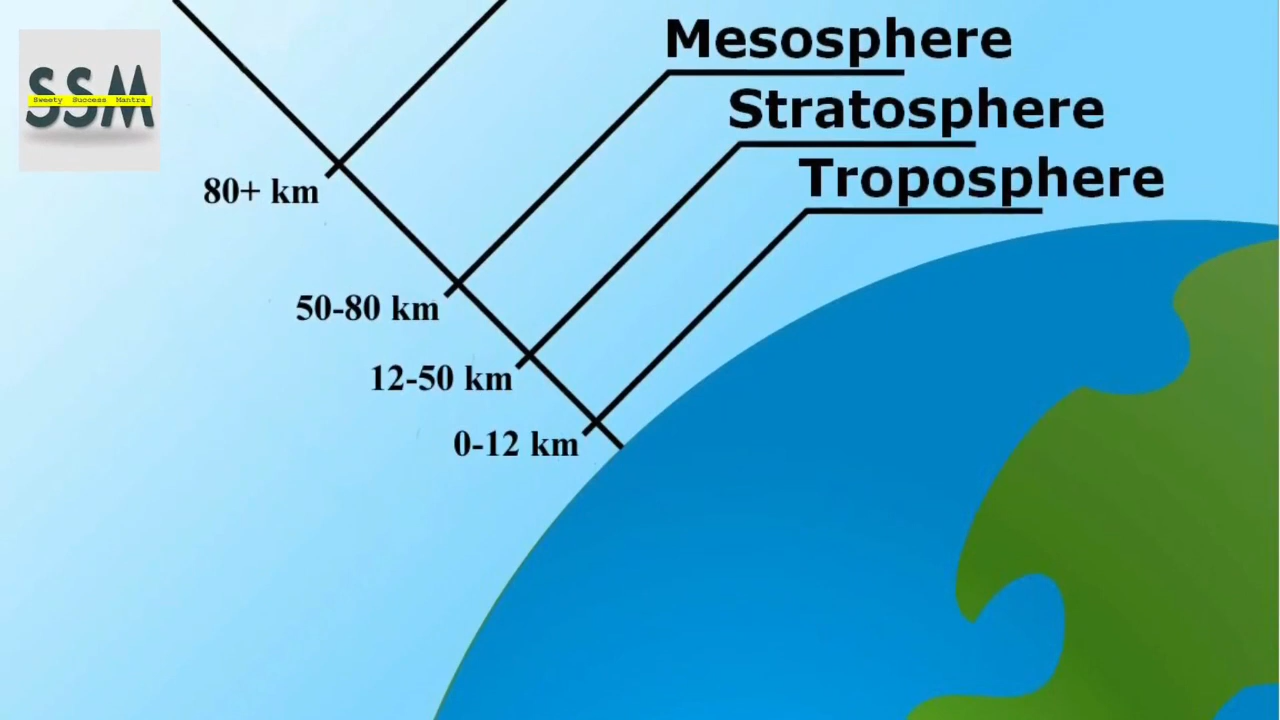 SSM
Sweety Success Mantra
Mesosphere
Stratosphere
Troposphere
80+ km
50-80 km
12-50 km
0-12 km